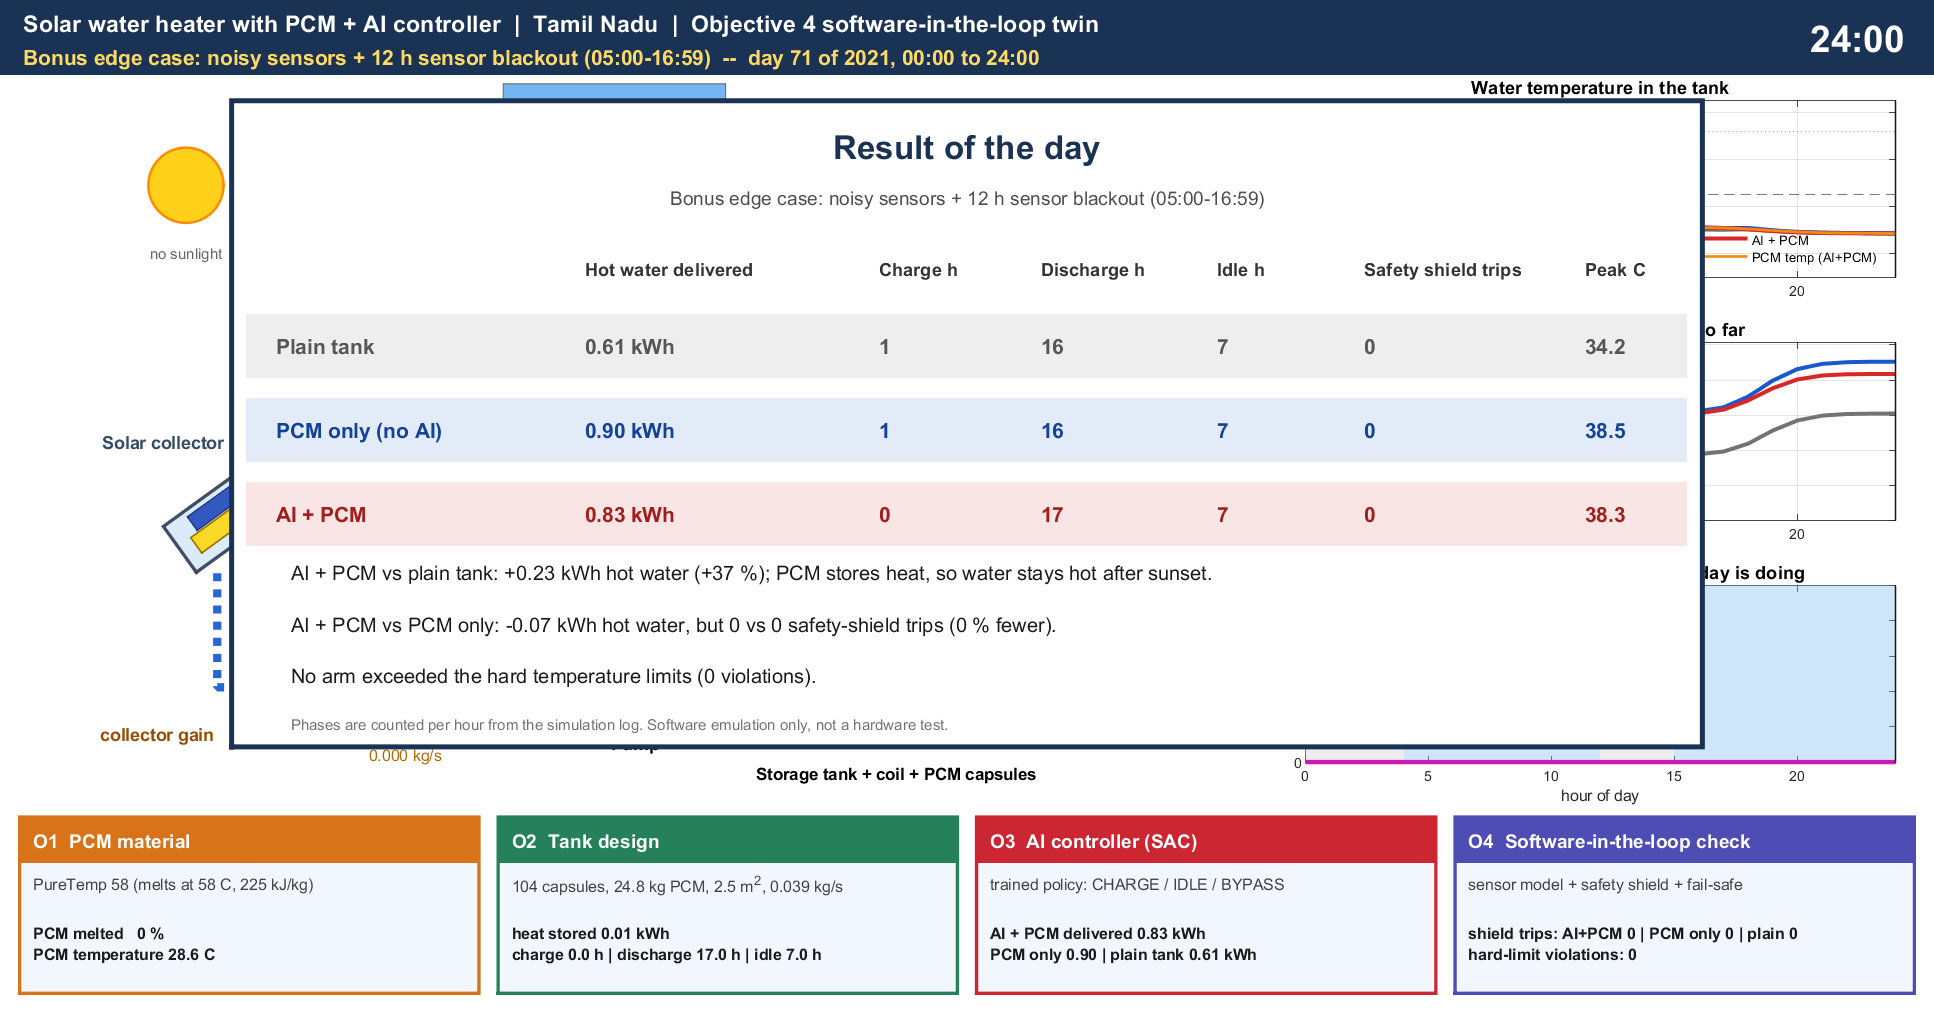 Solar water heater with PCM + AI controller | Tamil Nadu | Objective 4 software-in-the-loop twin
24:00
Bonus edge case: noisy sensors + 12 h sensor blackout (05:00-16:59) -- day 71 of 2021, 00:00 to 24:00
Water temperature in the tank
AI + PCM
PCM temp (AI+PCM)
20
no sunlight
Solar collector
collector gain
0.000 kg/s
Storage tank + coil + PCM capsules
Result of the day
Bonus edge case: noisy sensors + 12 h sensor blackout (05:00-16:59)
Hot water delivered Charge h Discharge h Idle h Safety shield trips Peak C
Plain tank 0.61 kWh 1 16 7 0 34.2
PCM only (no AI) 0.90 kWh 1 16 7 0 38.5
AI + PCM 0.83 kWh 0 17 7 0 38.3
AI + PCM vs plain tank: +0.23 kWh hot water (+37 %); PCM stores heat, so water stays hot after sunset.
AI + PCM vs PCM only: -0.07 kWh hot water, but 0 vs 0 safety-shield trips (0 % fewer).
No arm exceeded the hard temperature limits (0 violations).
Phases are counted per hour from the simulation log. Software emulation only, not a hardware test.
far
20
is doing
0
0 5 10 15 20
hour of day
O1 PCM material
PureTemp 58 (melts at 58 C, 225 kJ/kg)
PCM melted 0 %
PCM temperature 28.6 C
O2 Tank design
104 capsules, 24.8 kg PCM, 2.5 m2, 0.039 kg/s
heat stored 0.01 kWh
charge 0.0 h | discharge 17.0 h | idle 7.0 h
O3 AI controller (SAC)
trained policy: CHARGE / IDLE / BYPASS
AI + PCM delivered 0.83 kWh
PCM only 0.90 | plain tank 0.61 kWh
O4 Software-in-the-loop check
sensor model + safety shield + fail-safe
shield trips: AI+PCM 0 | PCM only 0 | plain 0
hard-limit violations: 0